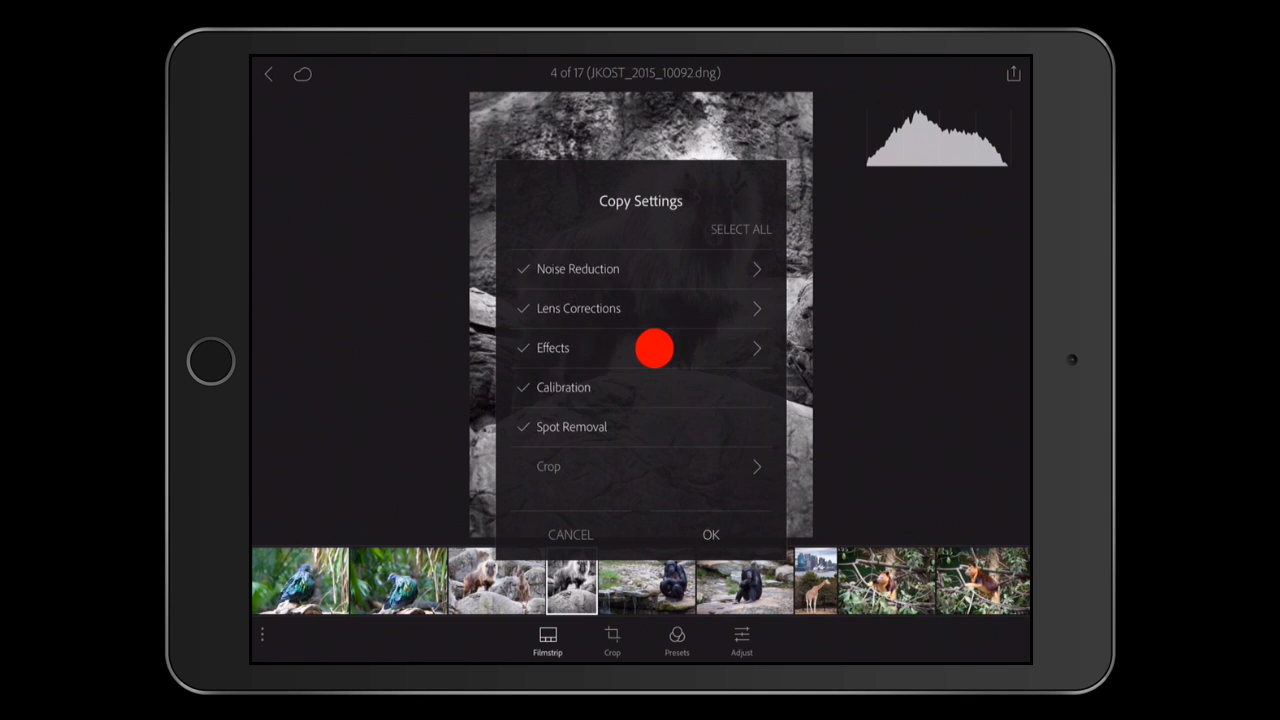 4 of 17 (JKOST_2015_10092.dng)
Copy Settings
SELECT ALL
Noise Reduction
Lens Corrections
Effects
Calibration
Spot Removal
Crop
CANCEL OK
Filmstrip Crop Presets Adjust